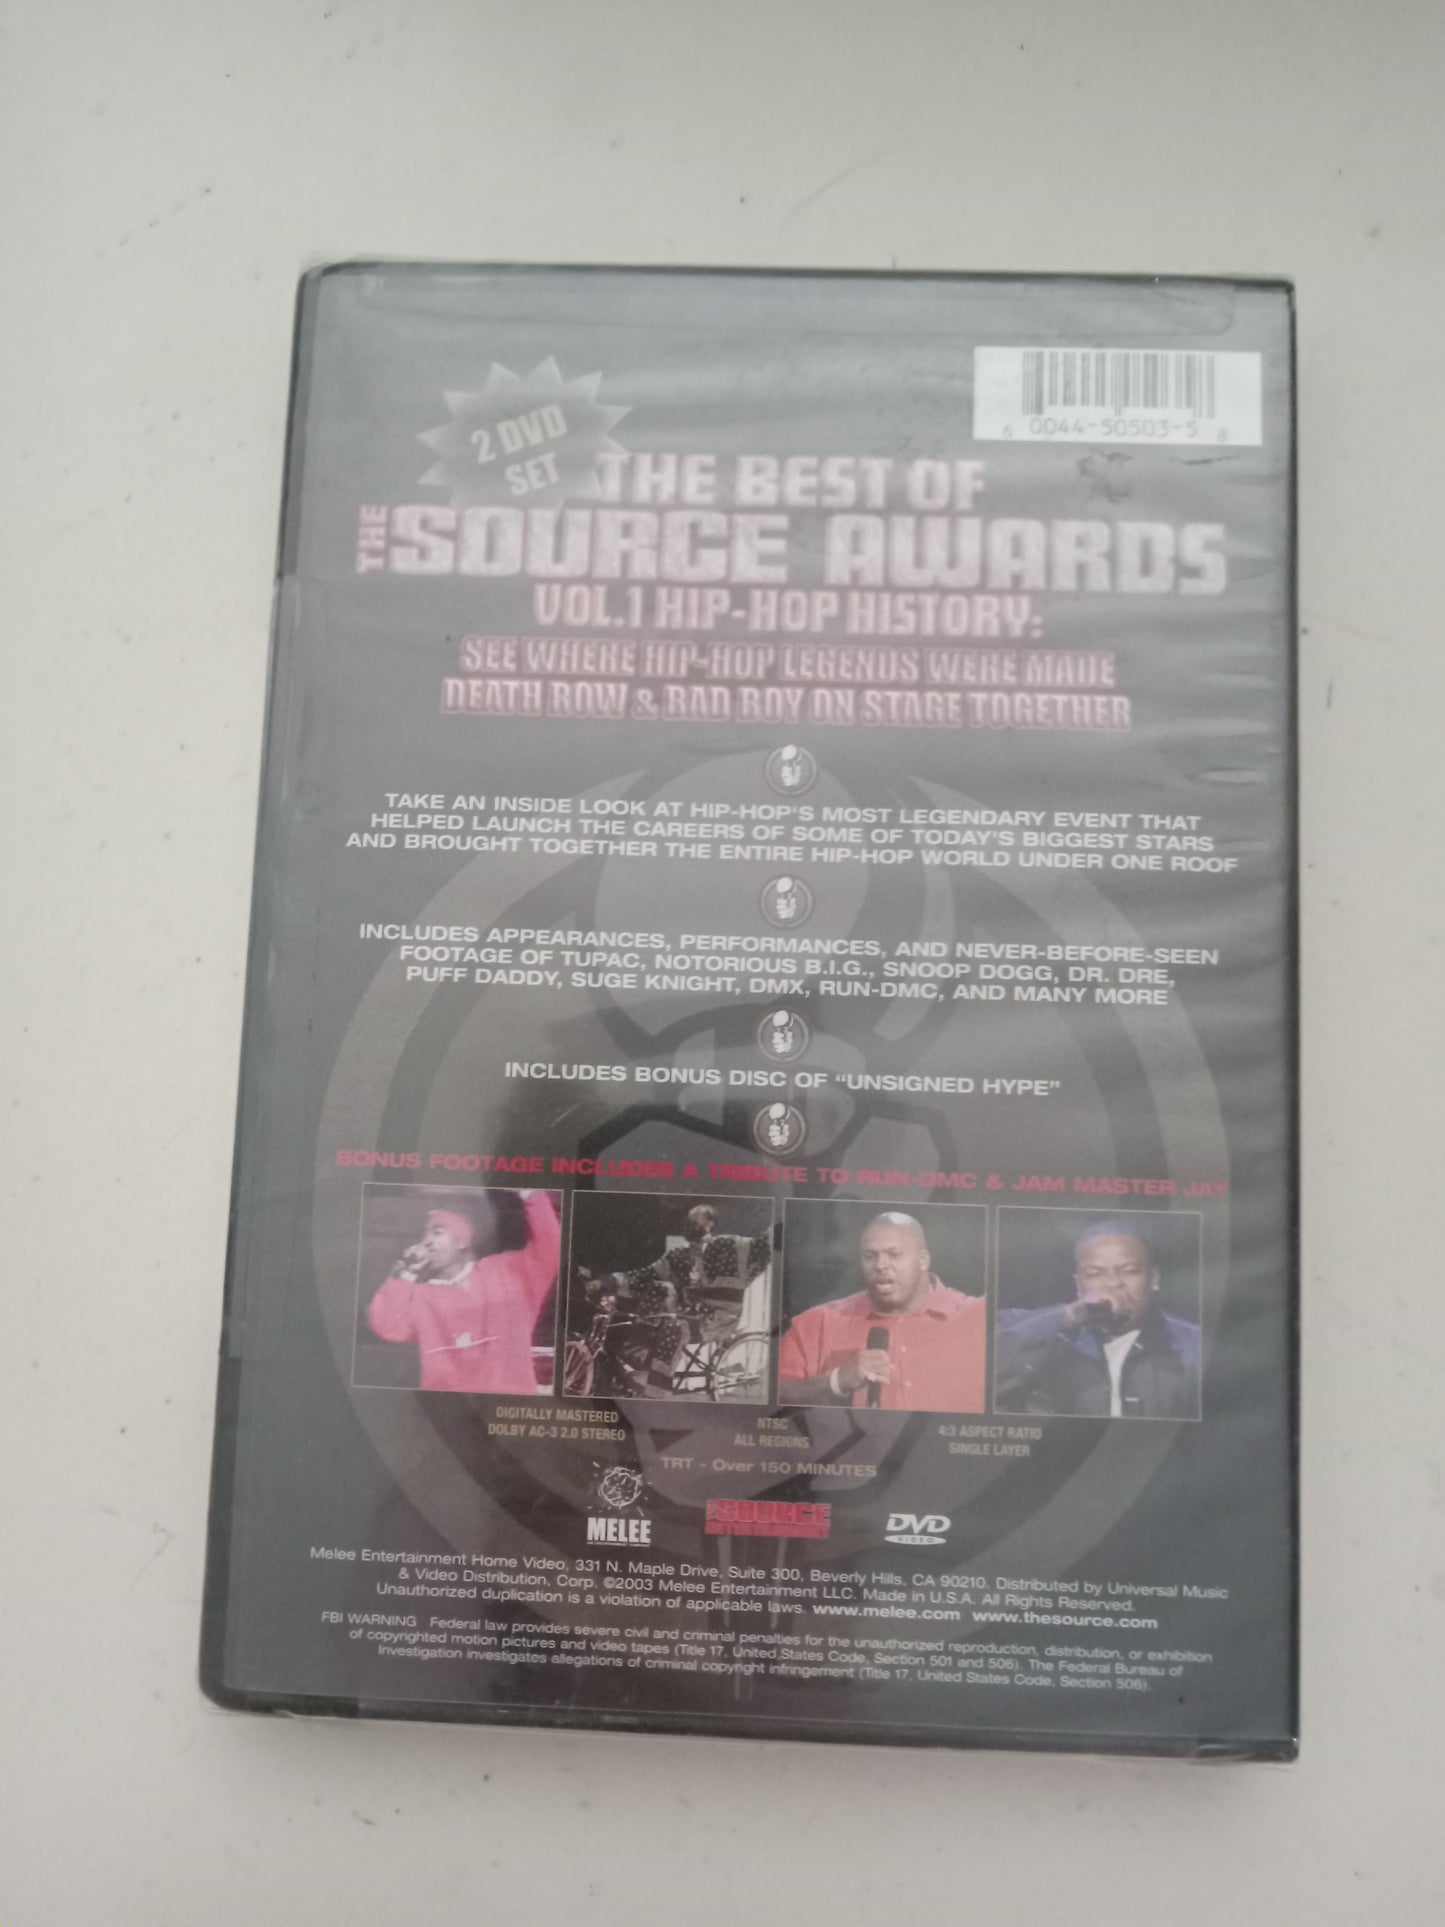 6 0044-50503-5 8
2 DVD
SET
THE BEST OF
THE SOURCE AWARDS
VOL.1 HIP-HOP HISTORY:
SEE WHERE HIP-HOP LEGENDS WERE MADE
DEATH ROW & BAD BOY ON STAGE TOGETHER
TAKE AN INSIDE LOOK AT HIP-HOP'S MOST LEGENDARY EVENT THAT
HELPED LAUNCH THE CAREERS OF SOME OF TODAY'S BIGGEST STARS
AND BROUGHT TOGETHER THE ENTIRE HIP-HOP WORLD UNDER ONE ROOF
INCLUDES APPEARANCES, PERFORMANCES, AND NEVER-BEFORE-SEEN
FOOTAGE OF TUPAC, NOTORIOUS B.I.G., SNOOP DOGG, DR. DRE,
PUFF DADDY, SUGE KNIGHT, DMX, RUN-DMC, AND MANY MORE
INCLUDES BONUS DISC OF “UNSIGNED HYPE”
BONUS FOOTAGE INCLUDES A TRIBUTE TO RUN-DMC & JAM MASTER JAY
DIGITALLY MASTERED
DOLBY AC-3 2.0 STEREO
NTSC
ALL REGIONS
4:3 ASPECT RATIO
SINGLE LAYER
TRT - Over 150 MINUTES
MELEE
THE SOURCE
ENTERTAINMENT
DVD
VIDEO
Melee Entertainment Home Video, 331 N. Maple Drive, Suite 300, Beverly Hills, CA 90210. Distributed by Universal Music
& Video Distribution, Corp. ©2003 Melee Entertainment LLC. Made in U.S.A. All Rights Reserved.
Unauthorized duplication is a violation of applicable laws. www.melee.com www.thesource.com
FBI WARNING Federal law provides severe civil and criminal penalties for the unauthorized reproduction, distribution, or exhibition
of copyrighted motion pictures and video tapes (Title 17, United States Code, Section 501 and 506). The Federal Bureau of
Investigation investigates allegations of criminal copyright infringement (Title 17, United States Code, Section 506).